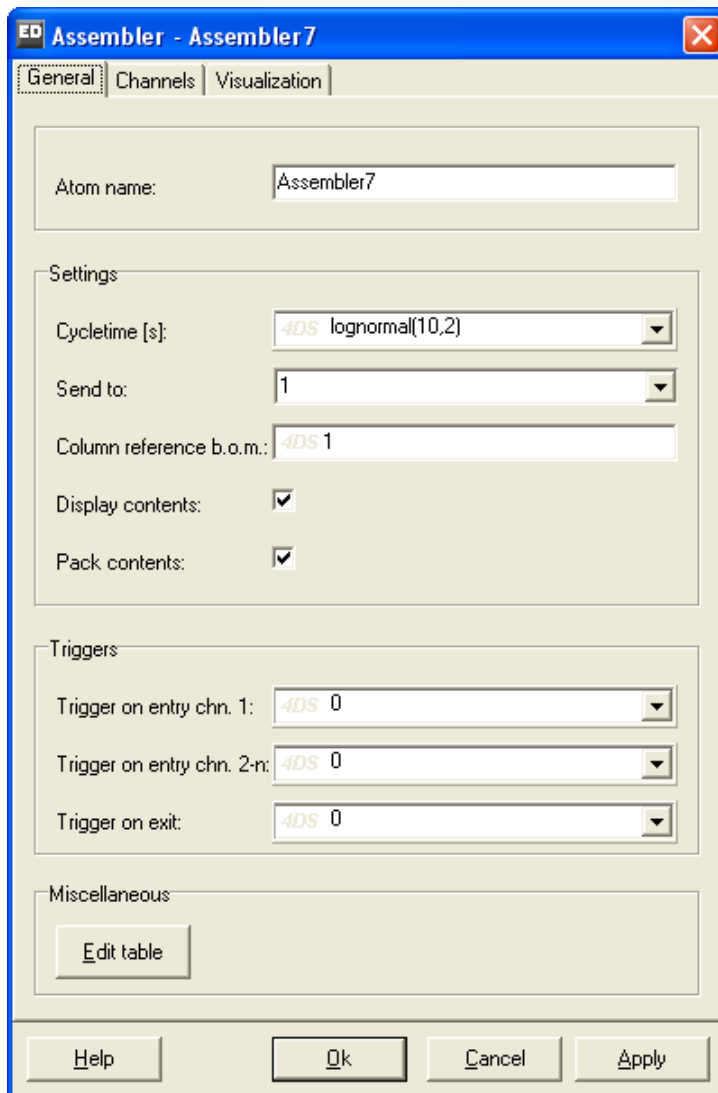 ED Assembler - Assembler7
General Channels Visualization
Atom name: Assembler7
Settings
Cycletime [s]: 4DS lognormal(10,2)
Send to: 1
Column reference b.o.m.: 4DS 1
Display contents:
Pack contents:
Triggers
Trigger on entry chn. 1: 4DS 0
Trigger on entry chn. 2-n: 4DS 0
Trigger on exit: 4DS 0
Miscellaneous
Edit table
Help Ok Cancel Apply